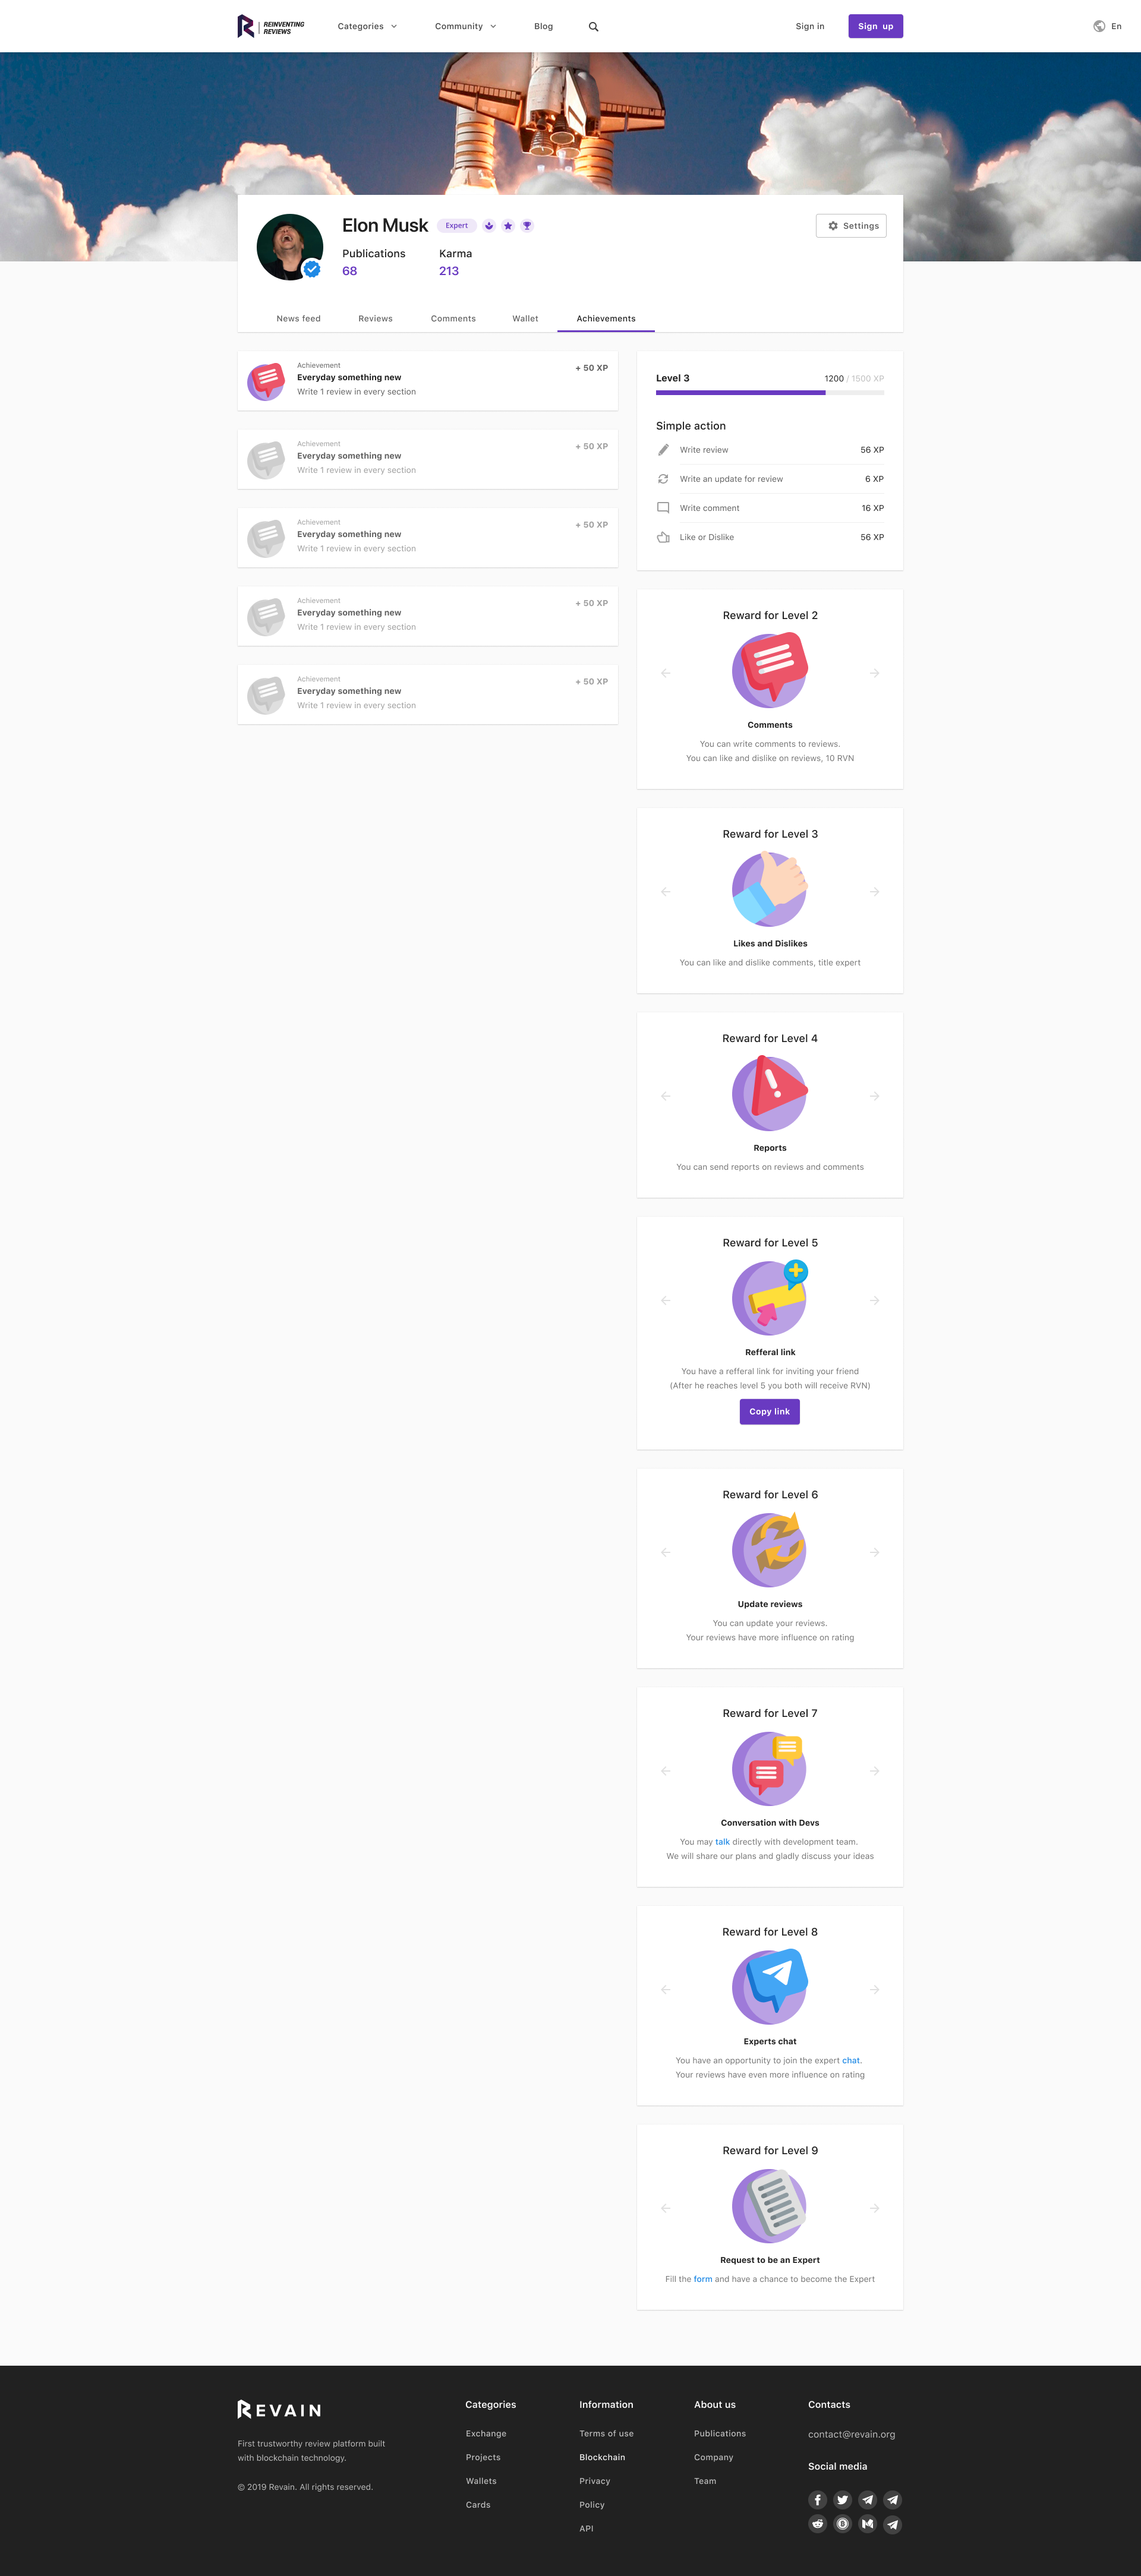 REINVENTING
REVIEWS
Categories
Community
Blog
Sign in
Sign up
En
Elon Musk
Expert
Settings
Publications
Karma
68
213
News feed
Reviews
Comments
Wallet
Achievements
Achievement
Everyday something new
Write 1 review in every section
+ 50 XP
Achievement
Everyday something new
Write 1 review in every section
+ 50 XP
Achievement
Everyday something new
Write 1 review in every section
+ 50 XP
Achievement
Everyday something new
Write 1 review in every section
+ 50 XP
Achievement
Everyday something new
Write 1 review in every section
+ 50 XP
Level 3
1200 / 1500 XP
Simple action
Write review
56 XP
Write an update for review
6 XP
Write comment
16 XP
Like or Dislike
56 XP
Reward for Level 2
Comments
You can write comments to reviews.
You can like and dislike on reviews, 10 RVN
Reward for Level 3
Likes and Dislikes
You can like and dislike comments, title expert
Reward for Level 4
Reports
You can send reports on reviews and comments
Reward for Level 5
Refferal link
You have a refferal link for inviting your friend
(After he reaches level 5 you both will receive RVN)
Copy link
Reward for Level 6
Update reviews
You can update your reviews.
Your reviews have more influence on rating
Reward for Level 7
Conversation with Devs
You may talk directly with development team.
We will share our plans and gladly discuss your ideas
Reward for Level 8
Experts chat
You have an opportunity to join the expert chat.
Your reviews have even more influence on rating
Reward for Level 9
Request to be an Expert
Fill the form and have a chance to become the Expert
REVAIN
First trustworthy review platform built
with blockchain technology.
© 2019 Revain. All rights reserved.
Categories
Exchange
Projects
Wallets
Cards
Information
Terms of use
Blockchain
Privacy
Policy
API
About us
Publications
Company
Team
Contacts
contact@revain.org
Social media